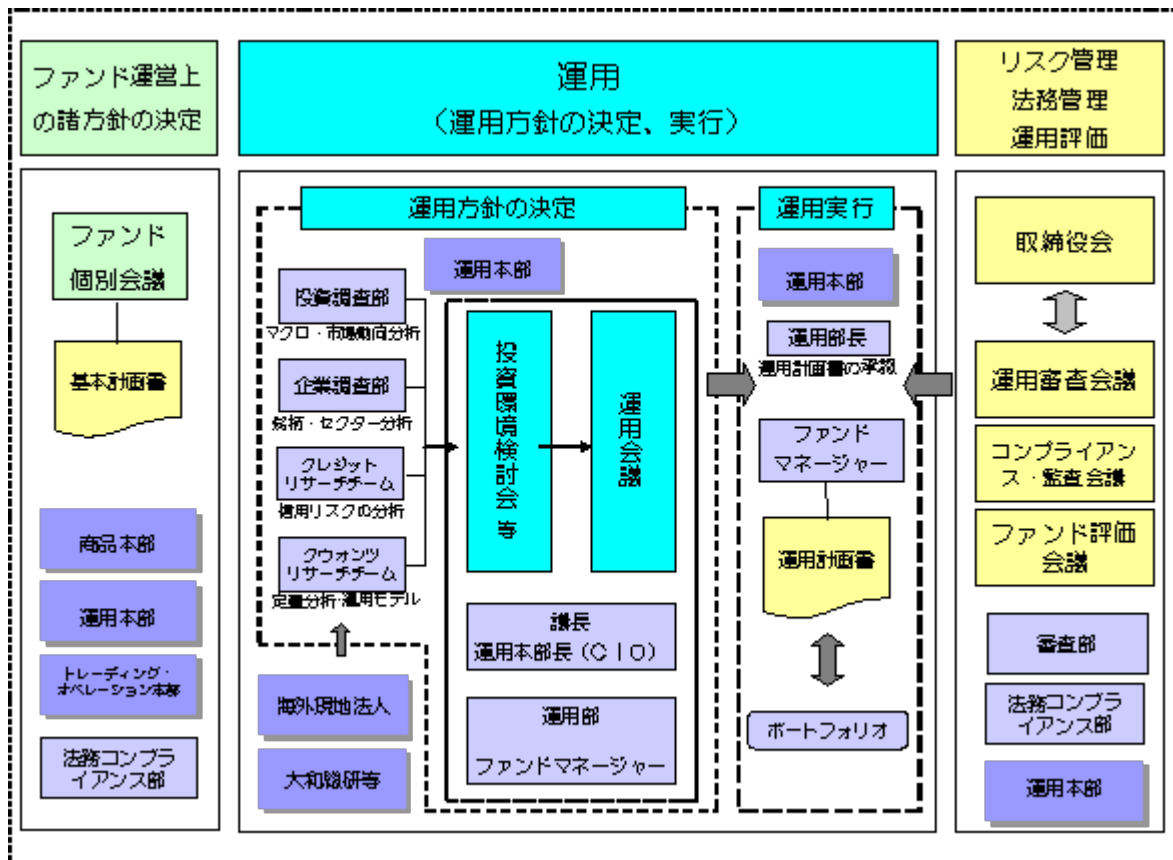 ファンド運営上
の諸方針の決定
ファンド
個別会議
基本計画書
商品本部
運用本部
トレーディング・
オペレーション本部
法務コンプラ
イアンス部
運用
(運用方針の決定、実行)
運用方針の決定
運用本部
投資調査部
マクロ・市場動向分析
企業調査部
銘柄・セクター分析
クレジット
リサーチチーム
信用リスクの分析
クウォンツ
リサーチチーム
定量分析・運用モデル
海外現地法人
大和総研等
投資環境検討会 等
運用会議
議長
運用本部長(CIO)
運用部
ファンドマネージャー
運用実行
運用本部
運用部長
運用計画書の承認
ファンド
マネージャー
運用計画書
ポートフォリオ
リスク管理
法務管理
運用評価
取締役会
運用審査会議
コンプライアン
ス・監査会議
ファンド評価
会議
審査部
法務コンプラ
イアンス部
運用本部